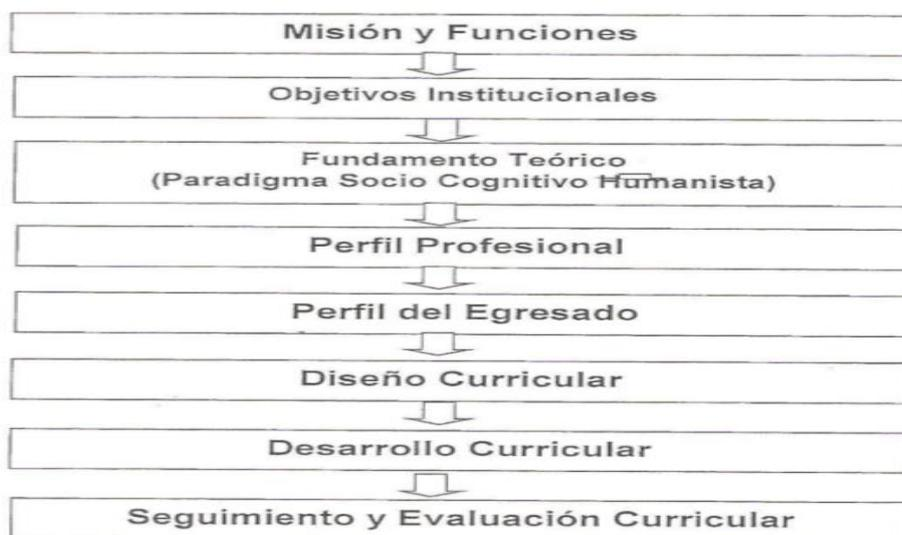 Misión y Funciones
Objetivos Institucionales
Fundamento Teórico
(Paradigma Socio Cognitivo Humanista)
Perfil Profesional
Perfil del Egresado
Diseño Curricular
Desarrollo Curricular
Seguimiento y Evaluación Curricular